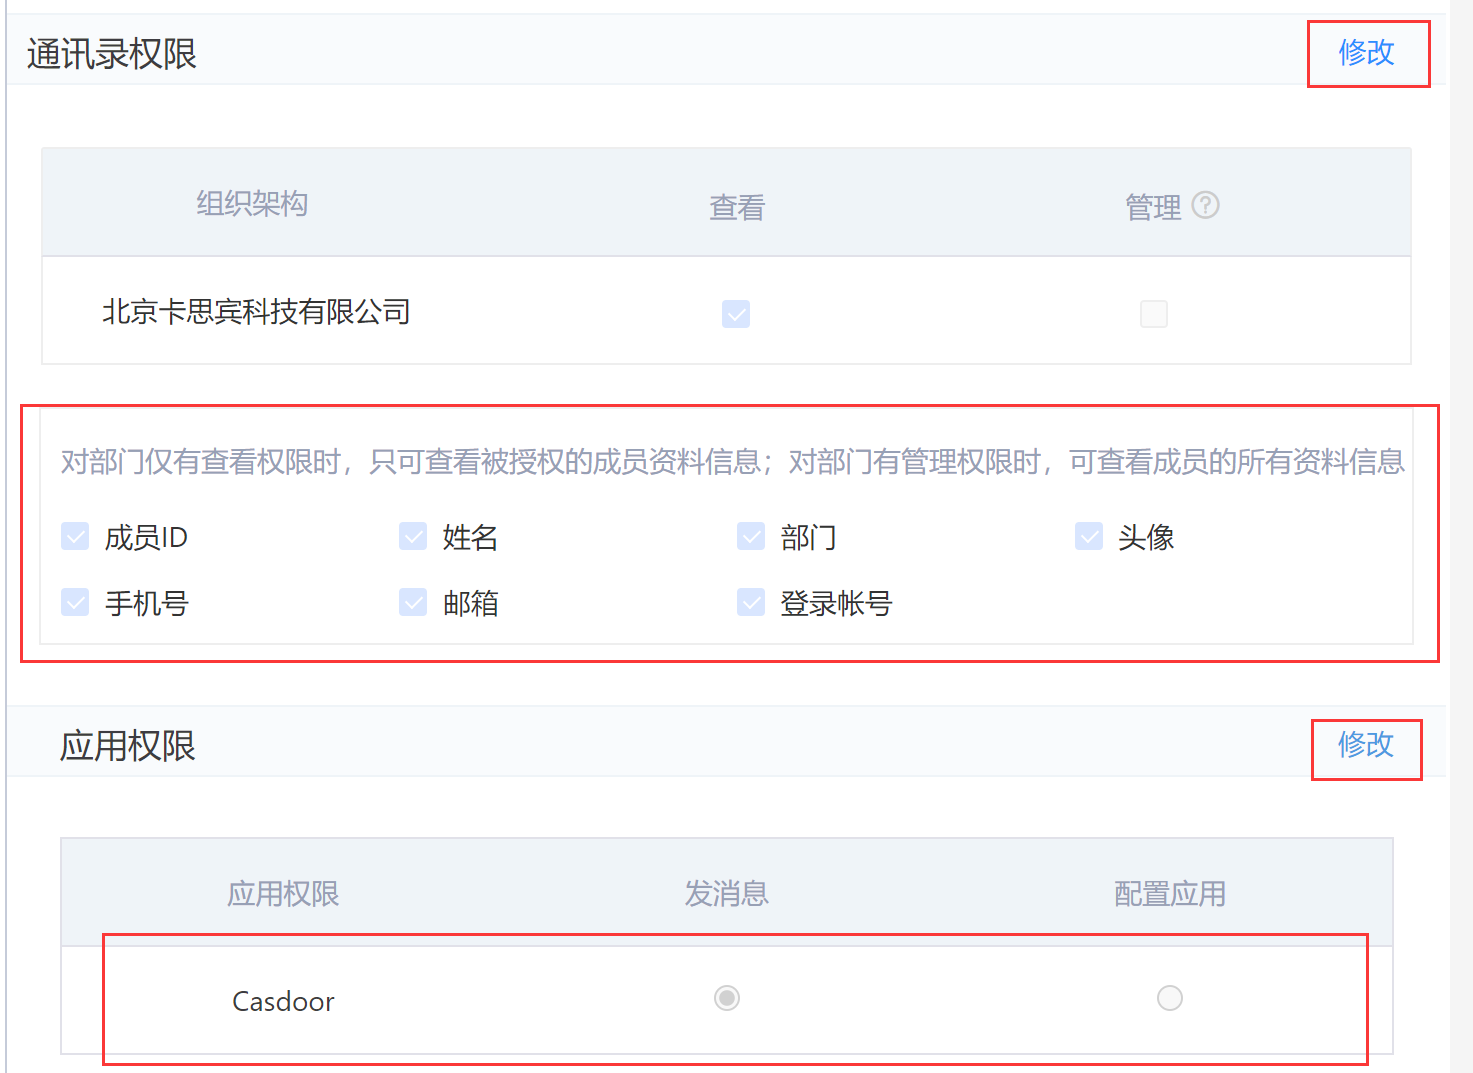 通讯录权限 修改
组织架构 查看 管理 ?
北京卡思宾科技有限公司
对部门仅有查看权限时，只可查看被授权的成员资料信息；对部门有管理权限时，可查看成员的所有资料信息
成员ID 姓名 部门 头像
手机号 邮箱 登录帐号
应用权限 修改
应用权限 发消息 配置应用
Casdoor